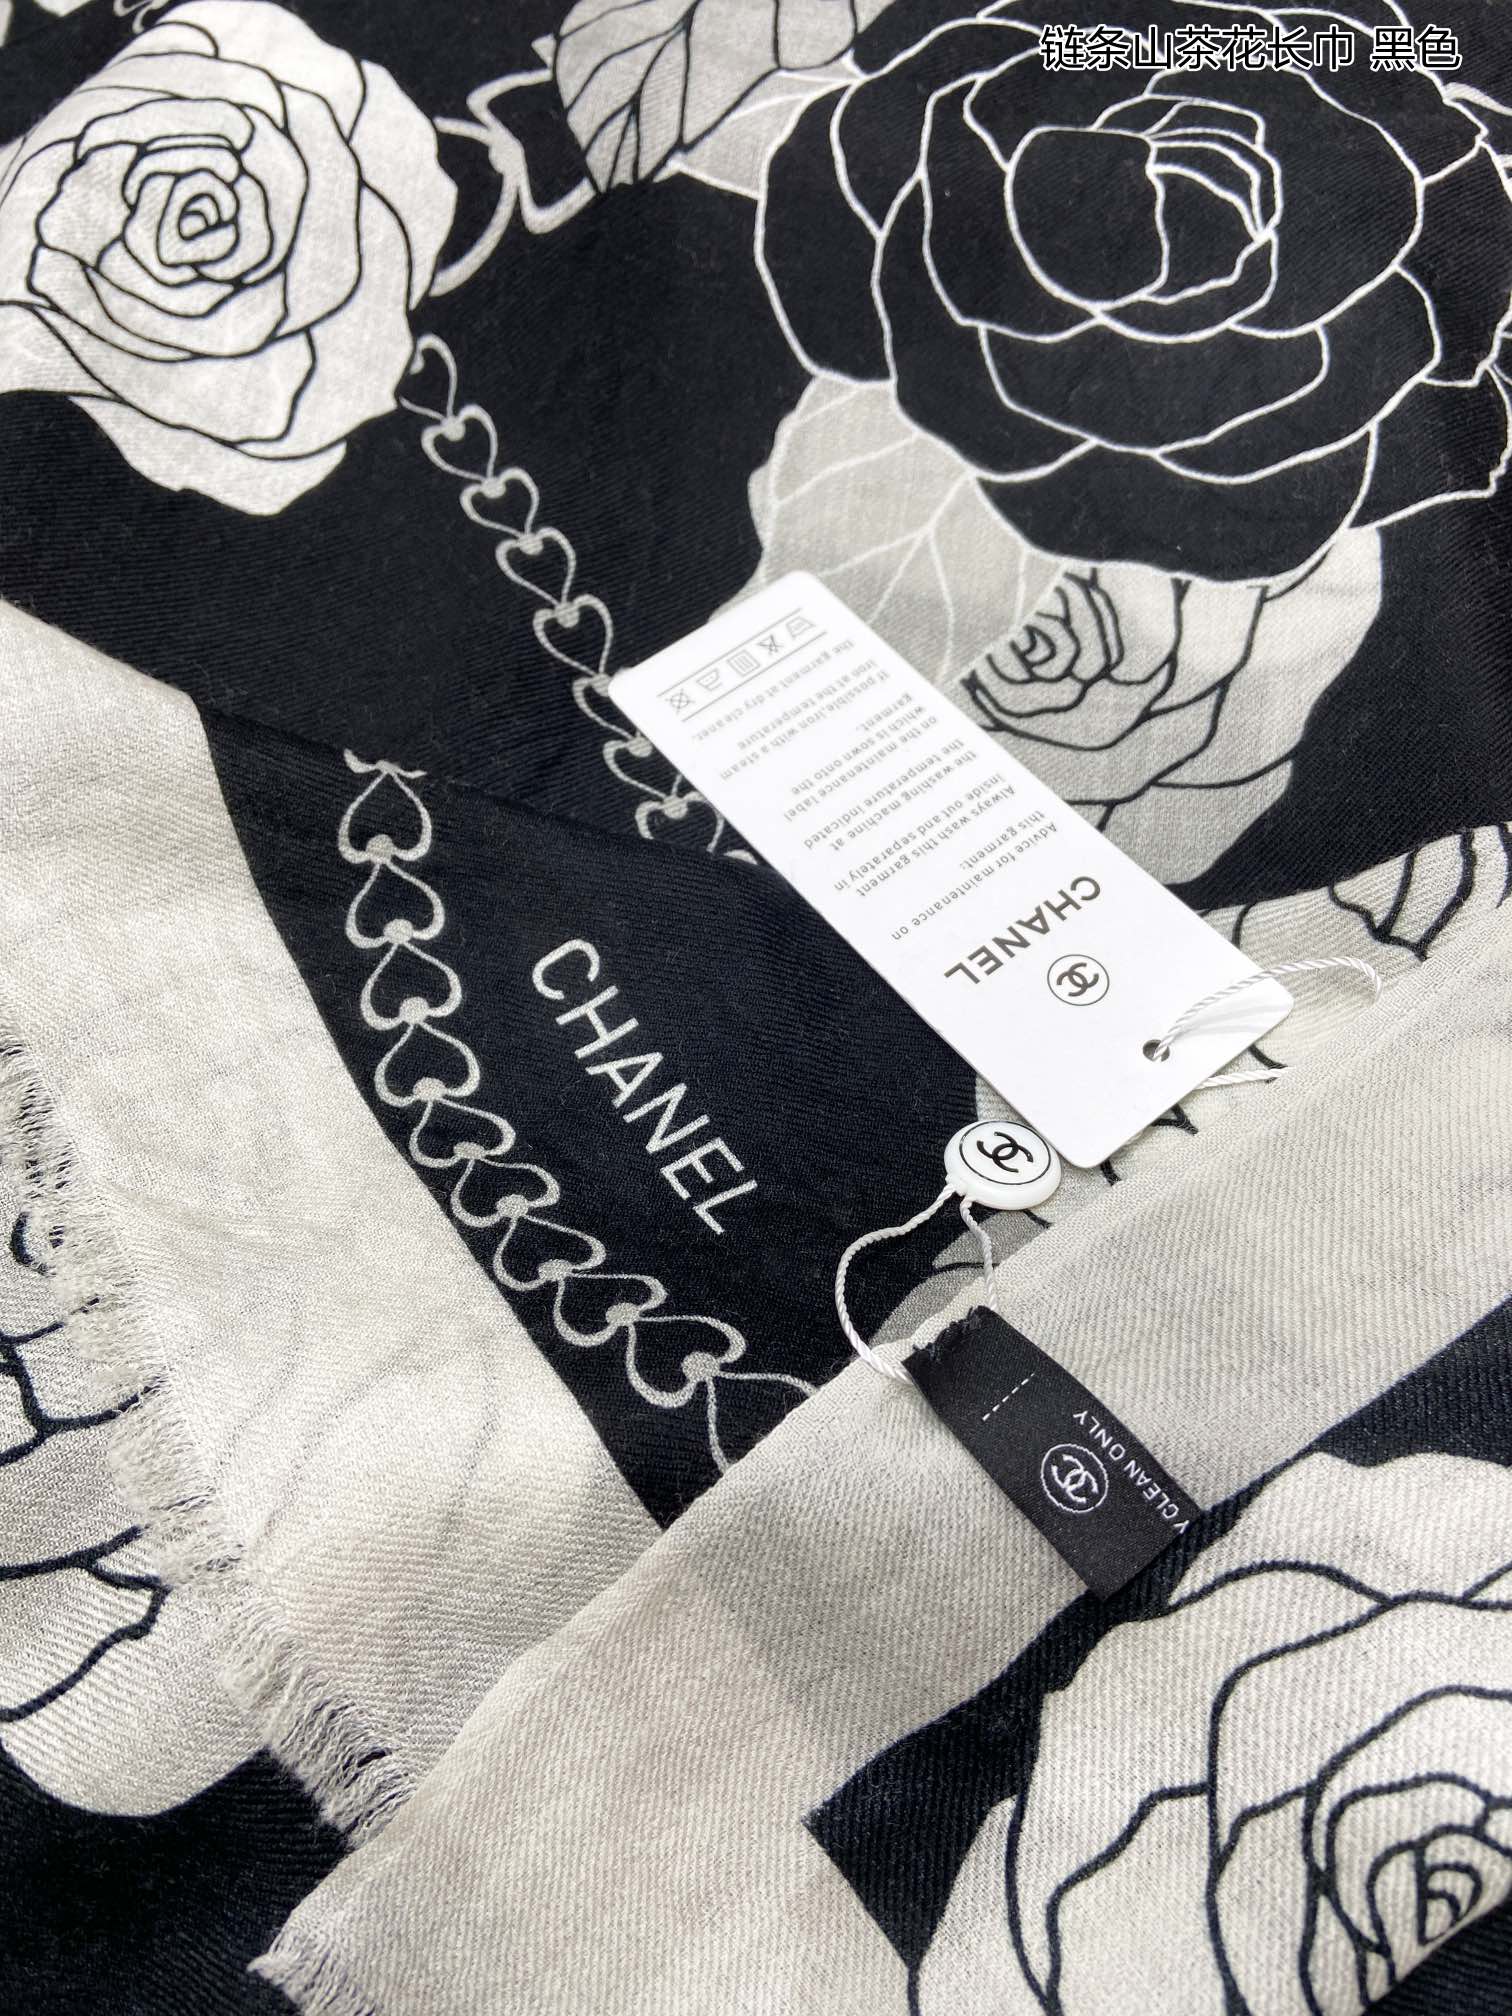 链条山茶花长巾 黑色
CHANEL
Advice for maintenance on
this garment:
Always wash this garment
inside out and separately in
the washing machine at
the temperature indicated
on the maintenance label
which is sown onto the
garment.
If possible, iron with a steam
iron at the temperature
the garment at dry cleaner.
CHANEL
YCLEAN ONLY